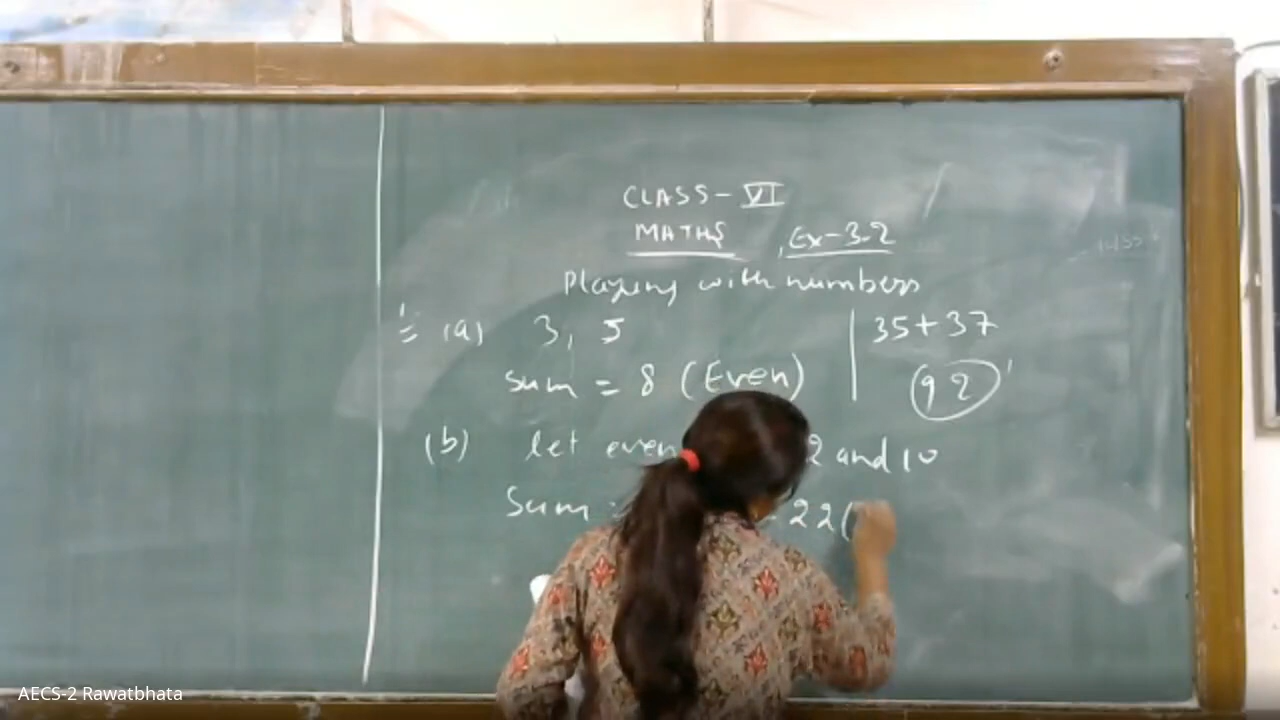 CLASS-VI
MATHS, Ex-3.2
Playing with numbers
1= (a) 3, 5
35+37
sum = 8 (Even)
92
(b) let even 2 and 10
Sum = 22(
AECS-2 Rawatbhata